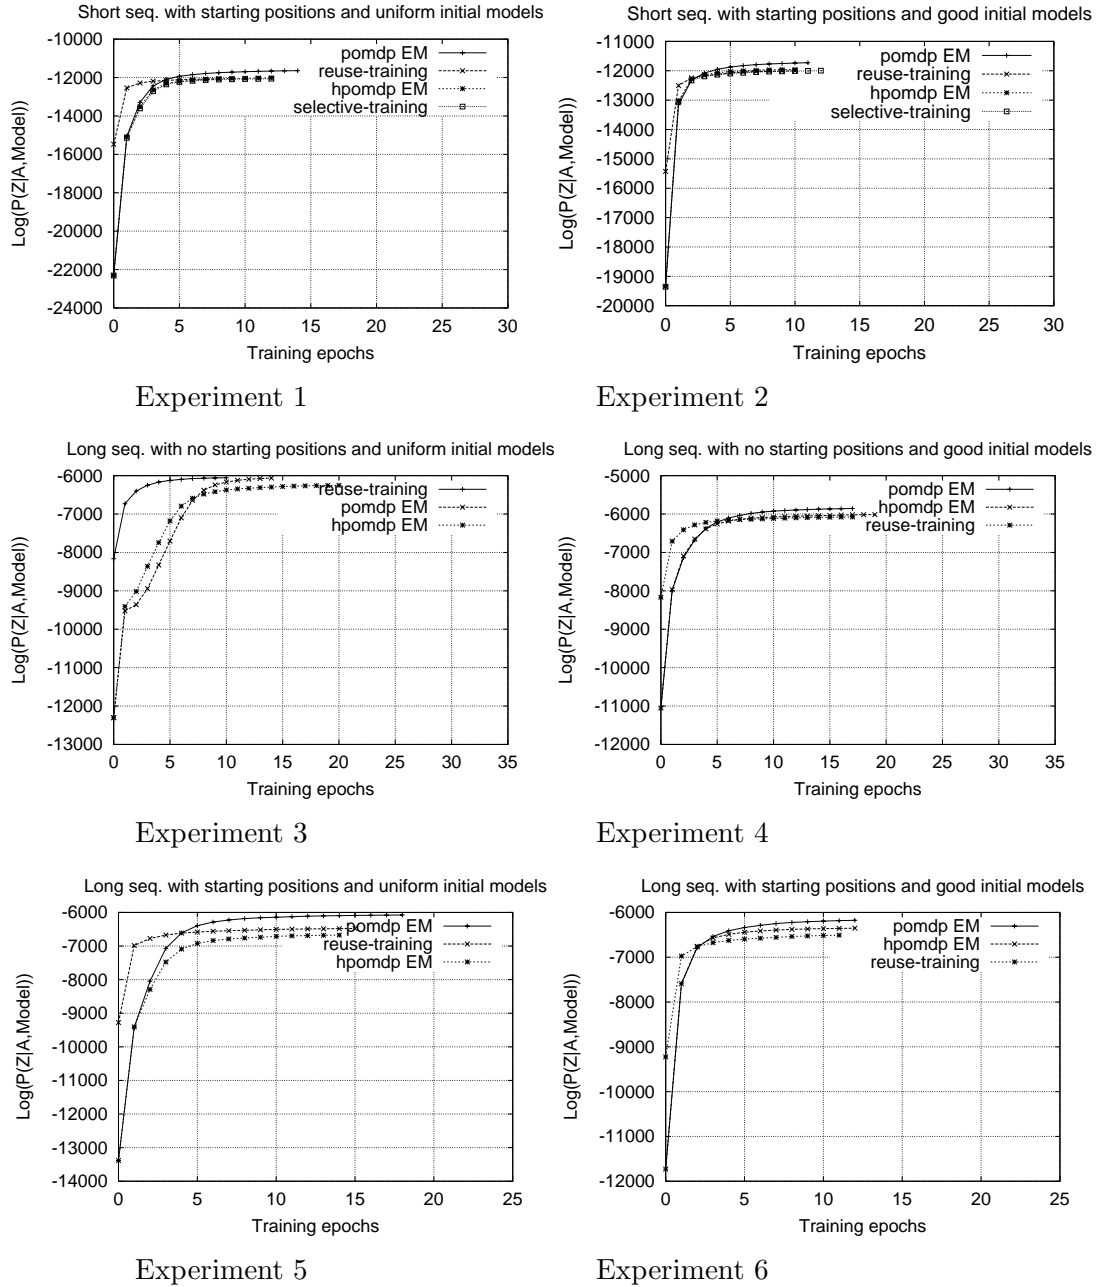 Short seq. with starting positions and uniform initial models
-10000
-12000
-14000
-16000
-18000
-20000
-22000
-24000
Log(P(Z|A,Model))
pomdp EM
reuse-training
hpomdp EM
selective-training
0 5 10 15 20 25 30
Training epochs
Experiment 1
Short seq. with starting positions and good initial models
-11000
-12000
-13000
-14000
-15000
-16000
-17000
-18000
-19000
-20000
Log(P(Z|A,Model))
pomdp EM
reuse-training
hpomdp EM
selective-training
0 5 10 15 20 25 30
Training epochs
Experiment 2
Long seq. with no starting positions and uniform initial models
-6000
-7000
-8000
-9000
-10000
-11000
-12000
-13000
Log(P(Z|A,Model))
reuse-training
pomdp EM
hpomdp EM
0 5 10 15 20 25 30 35
Training epochs
Experiment 3
Long seq. with no starting positions and good initial models
-5000
-6000
-7000
-8000
-9000
-10000
-11000
-12000
Log(P(Z|A,Model))
pomdp EM
hpomdp EM
reuse-training
0 5 10 15 20 25 30 35
Training epochs
Experiment 4
Long seq. with starting positions and uniform initial models
-6000
-7000
-8000
-9000
-10000
-11000
-12000
-13000
-14000
Log(P(Z|A,Model))
pomdp EM
reuse-training
hpomdp EM
0 5 10 15 20 25
Training epochs
Experiment 5
Long seq. with starting positions and good initial models
-6000
-7000
-8000
-9000
-10000
-11000
-12000
Log(P(Z|A,Model))
pomdp EM
hpomdp EM
reuse-training
0 5 10 15 20 25
Training epochs
Experiment 6